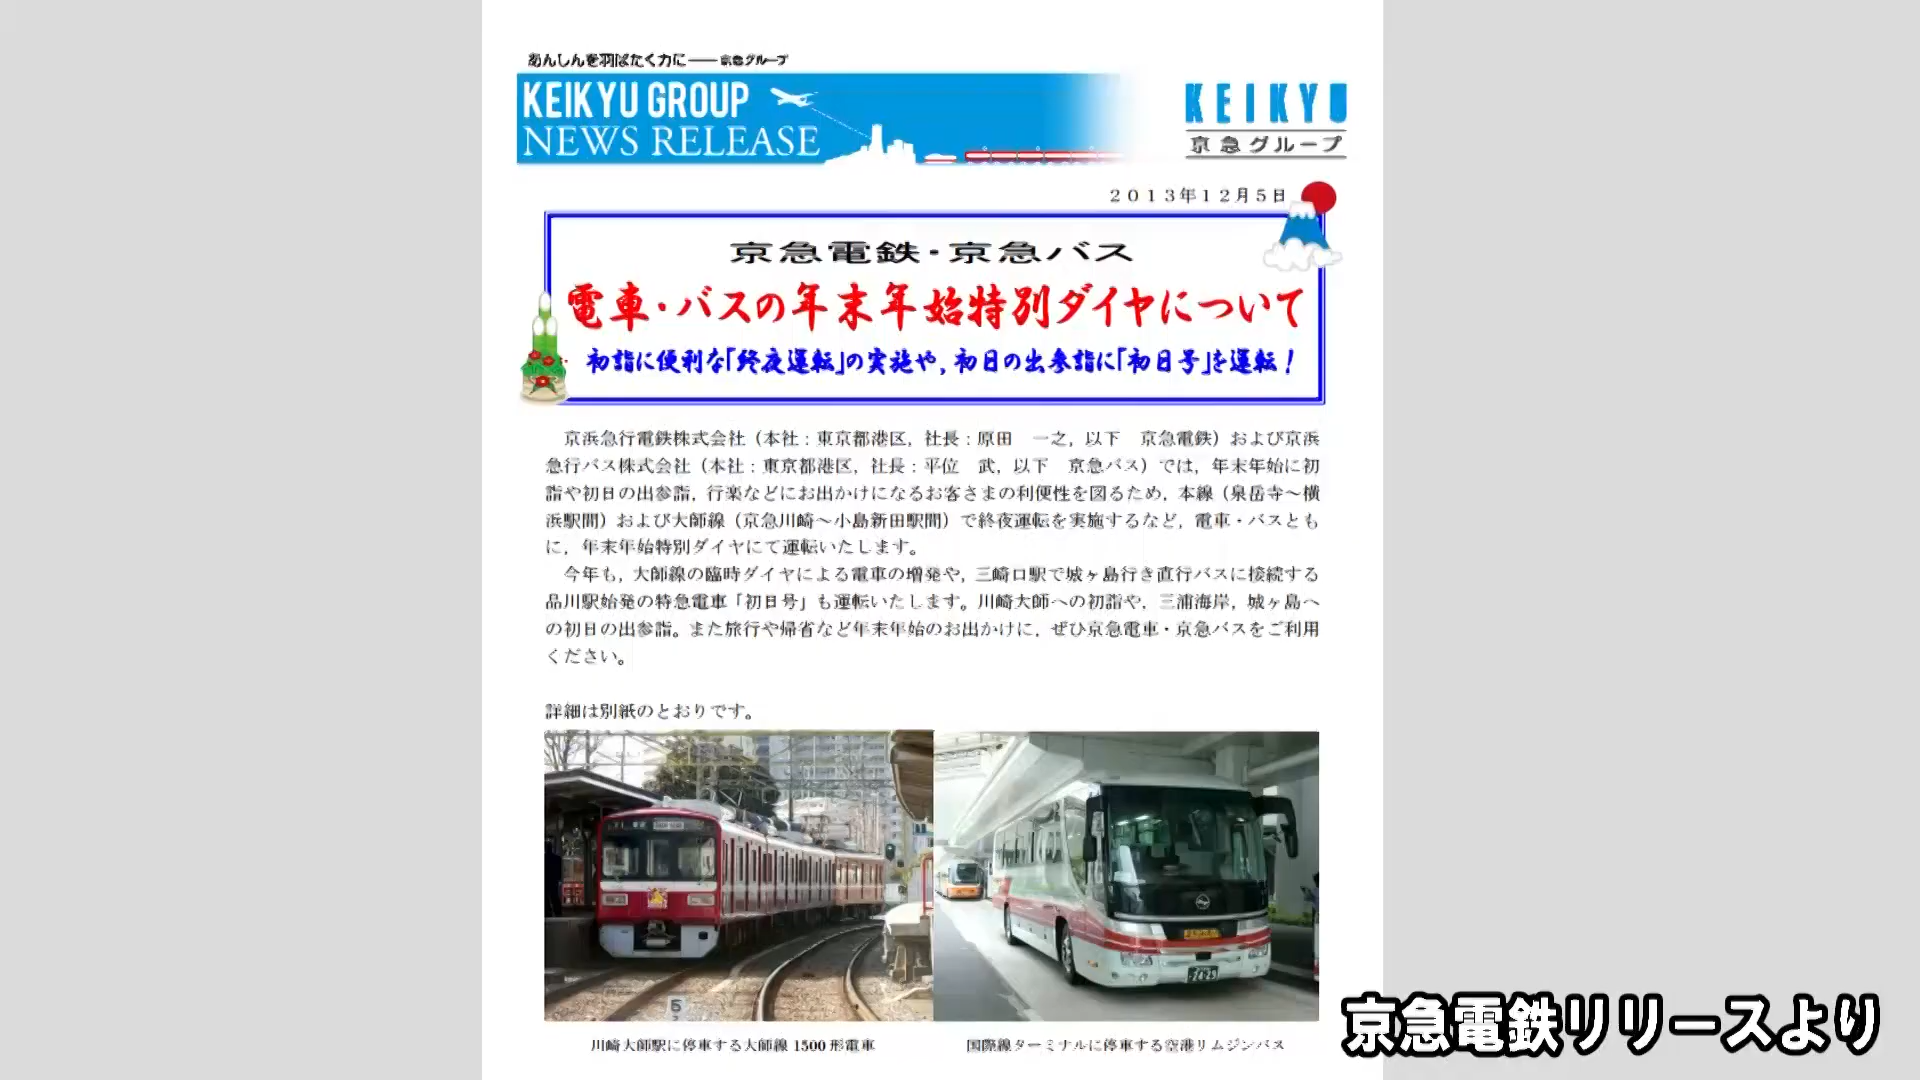 あんしんを羽ばたく力に――京急グループ
KEIKYU GROUP
NEWS RELEASE
KEIKYU
京急グループ
２０１３年１２月５日
京急電鉄・京急バス
電車・バスの年末年始特別ダイヤについて
初詣に便利な「終夜運転」の実施や，初日の出参詣に「初日号」を運転！
京浜急行電鉄株式会社（本社：東京都港区，社長：原田　一之，以下　京急電鉄）および京浜
急行バス株式会社（本社：東京都港区，社長：平位　武，以下　京急バス）では，年末年始に初
詣や初日の出参詣，行楽などにお出かけになるお客さまの利便性を図るため，本線（泉岳寺～横
浜駅間）および大師線（京急川崎～小島新田駅間）で終夜運転を実施するなど，電車・バスとも
に，年末年始特別ダイヤにて運転いたします。
今年も，大師線の臨時ダイヤによる電車の増発や，三崎口駅で城ヶ島行き直行バスに接続する
品川駅始発の特急電車「初日号」も運転いたします。川崎大師への初詣や，三浦海岸，城ヶ島へ
の初日の出参詣。また旅行や帰省など年末年始のお出かけに，ぜひ京急電車・京急バスをご利用
ください。
詳細は別紙のとおりです。
24-29
川崎大師駅に停車する大師線 1500 形電車
国際線ターミナルに停車する空港リムジンバス
京急電鉄リリースより